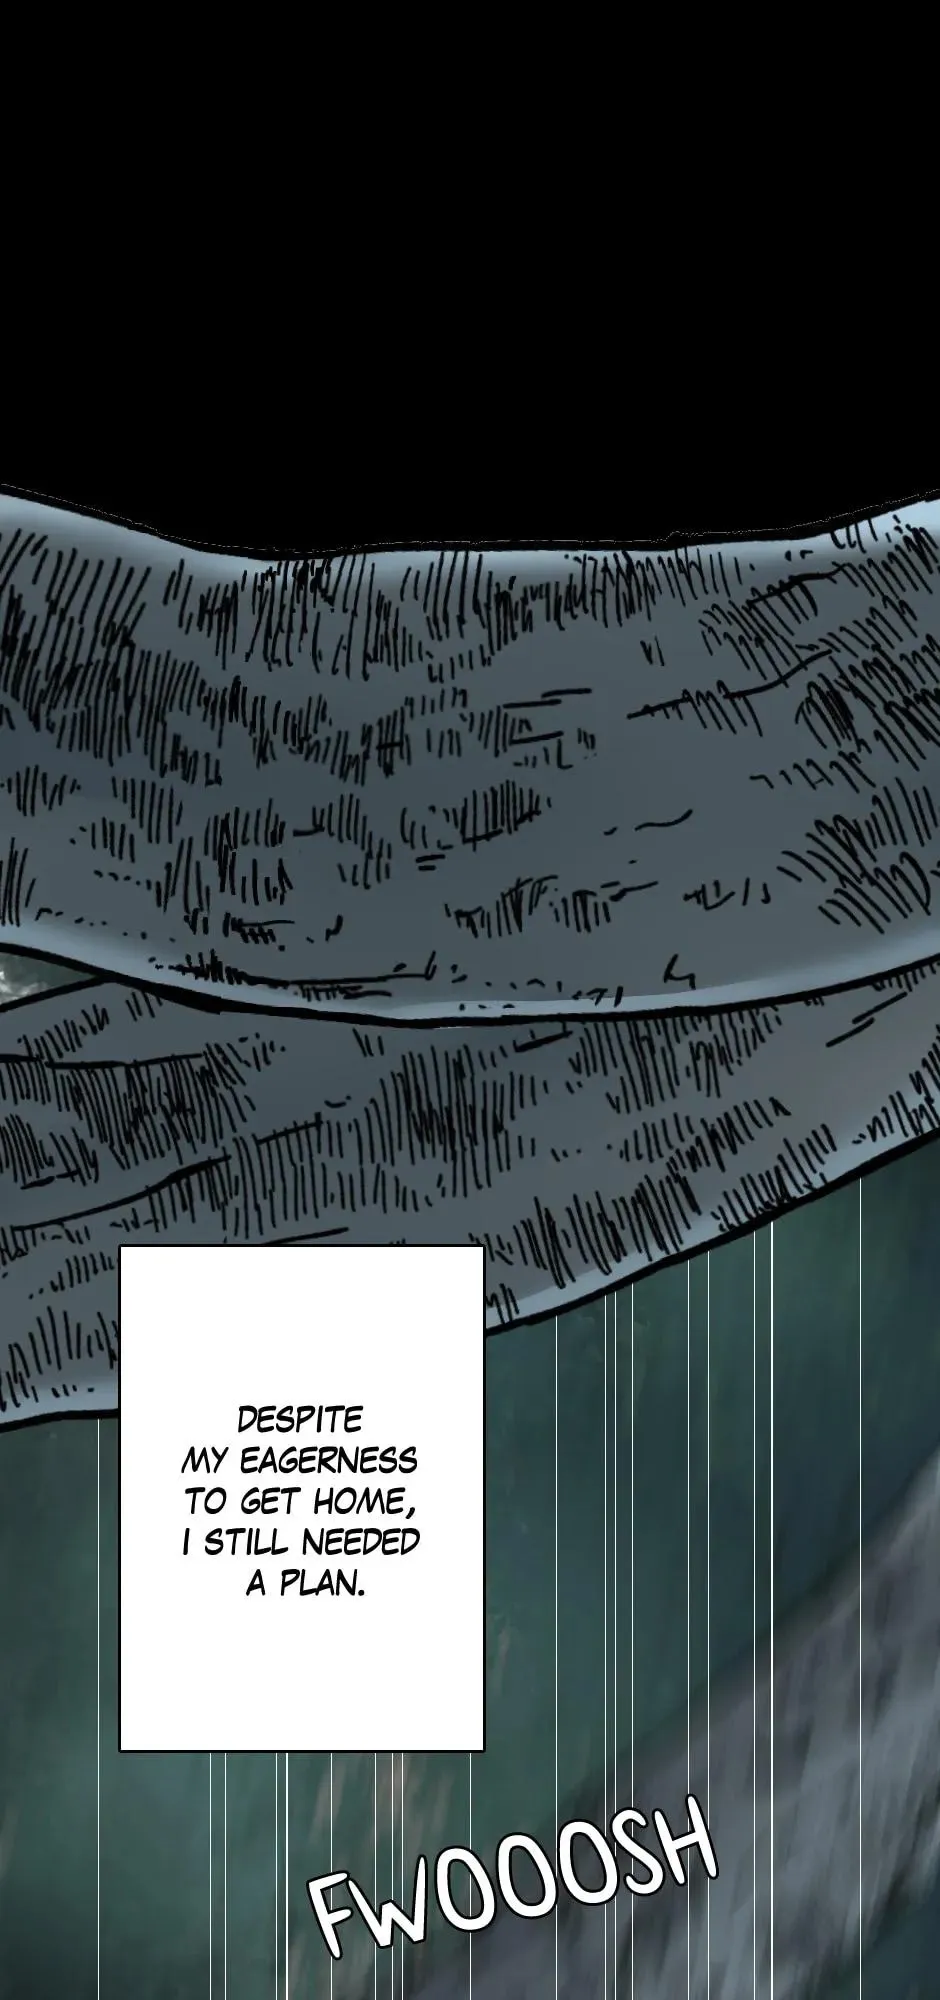 DESPITE
MY EAGERNESS
TO GET HOME,
I STILL NEEDED
A PLAN.
FWOOOSH